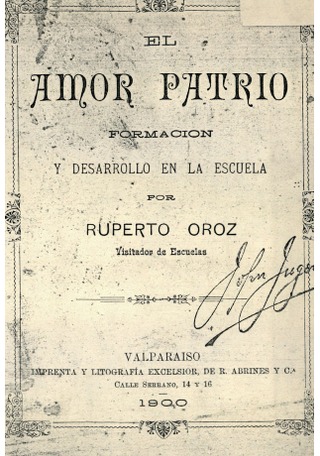 EL
AMOR PATRIO
FORMACION
Y DESARROLLO EN LA ESCUELA
POR
RUPERTO OROZ
Visitador de Escuelas
VALPARAISO
IMPRENTA Y LITOGRAFÍA EXCELSIOR, DE R. ABRINES Y Cª
CALLE SERRANO, 14 Y 16
1900